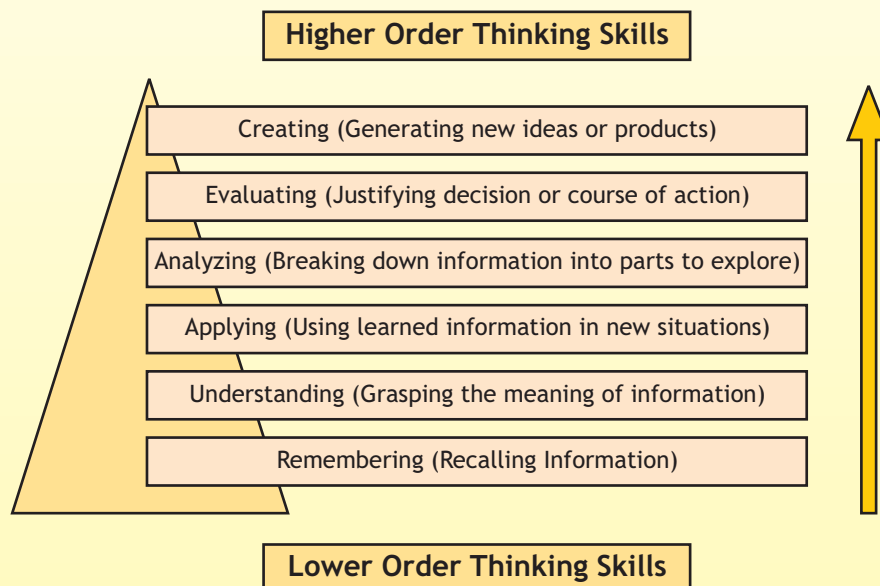 Higher Order Thinking Skills
Creating (Generating new ideas or products)
Evaluating (Justifying decision or course of action)
Analyzing (Breaking down information into parts to explore)
Applying (Using learned information in new situations)
Understanding (Grasping the meaning of information)
Remembering (Recalling Information)
Lower Order Thinking Skills